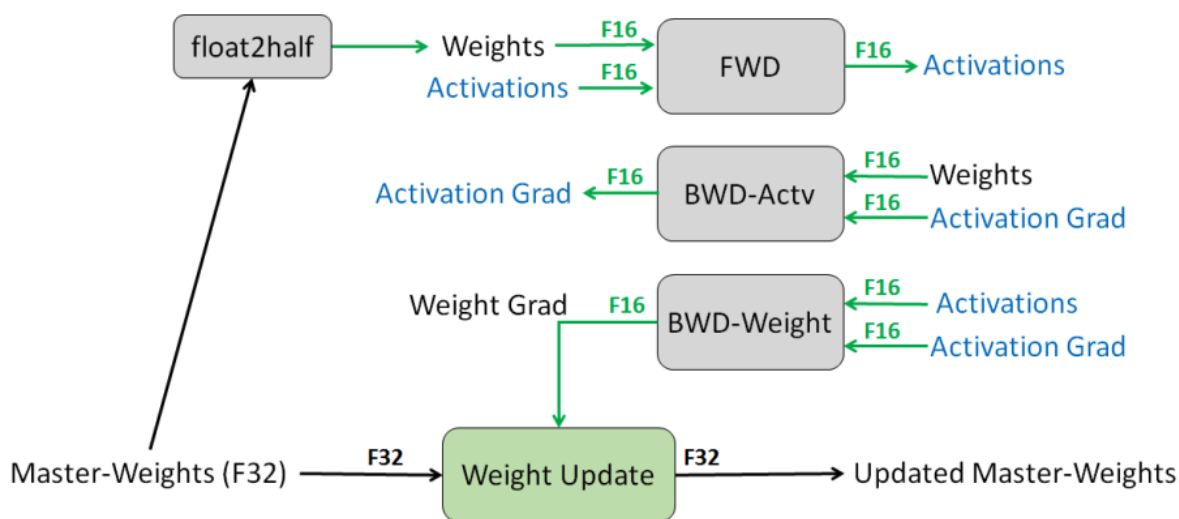 float2half
Weights
F16
Activations
F16
FWD
F16
Activations
Activation Grad
F16
BWD-Actv
F16
Weights
F16
Activation Grad
Weight Grad
F16
BWD-Weight
F16
Activations
F16
Activation Grad
Master-Weights (F32)
F32
Weight Update
F32
Updated Master-Weights